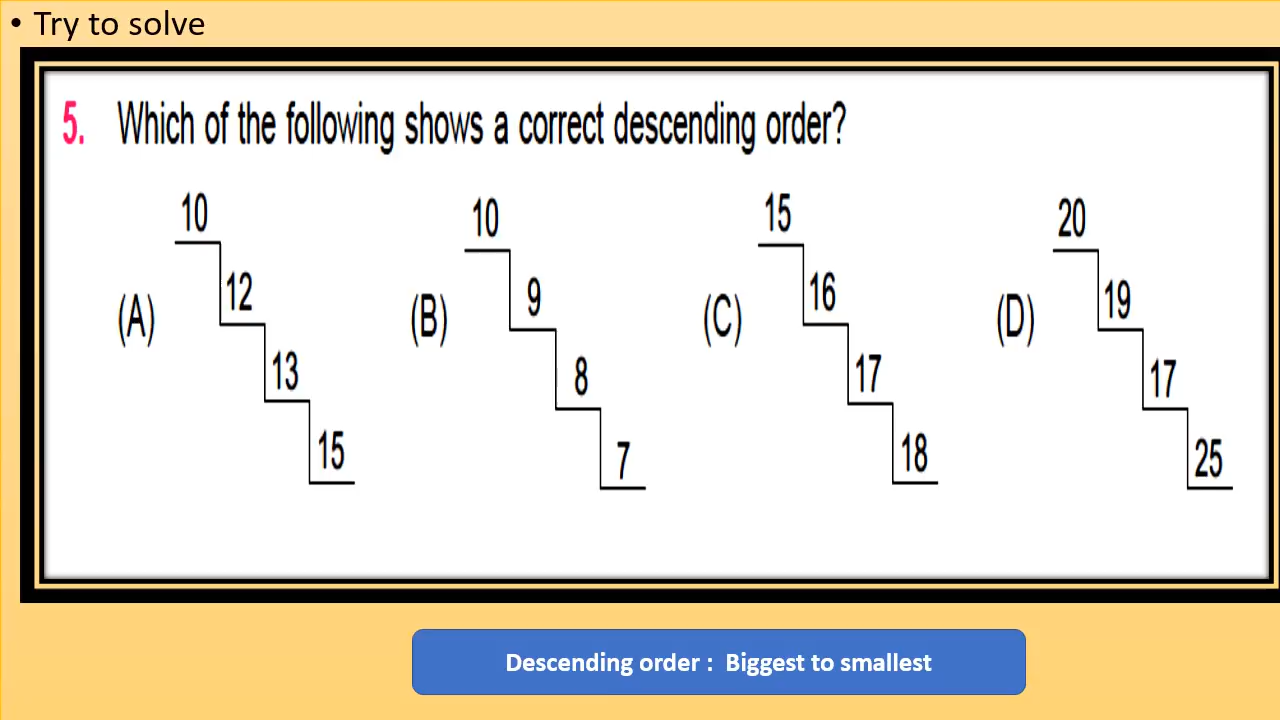 • Try to solve
5. Which of the following shows a correct descending order?
(A) 10 12 13 15
(B) 10 9 8 7
(C) 15 16 17 18
(D) 20 19 17 25
Descending order : Biggest to smallest